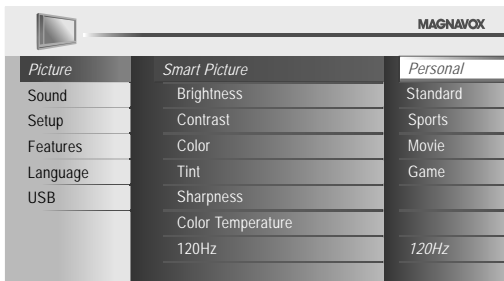 MAGNAVOX
Picture
Sound
Setup
Features
Language
USB
Smart Picture
Brightness
Contrast
Color
Tint
Sharpness
Color Temperature
120Hz
Personal
Standard
Sports
Movie
Game
120Hz